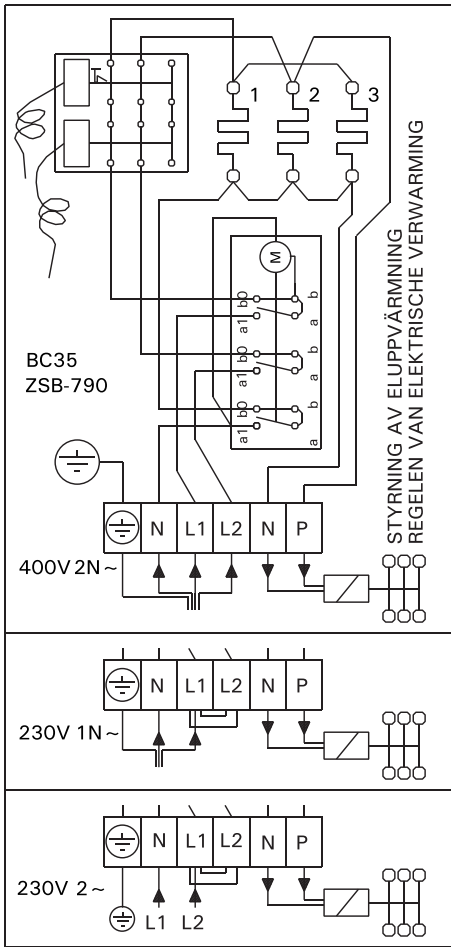 1 2 3
M
b0 b
a1 a
b0 b
a1 a
b0 b
a1 a
BC35
ZSB-790
STYRNING AV ELUPPVÄRMNING
REGELEN VAN ELEKTRISCHE VERWARMING
N L1 L2 N P
400V 2N~
N L1 L2 N P
230V 1N~
N L1 L2 N P
230V 2~
L1 L2